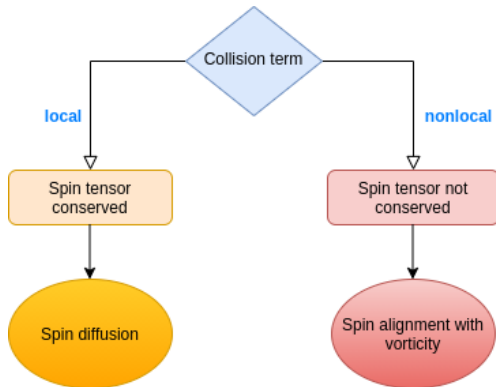 Collision term
local
nonlocal
Spin tensor
conserved
Spin tensor not
conserved
Spin diffusion
Spin alignment with
vorticity